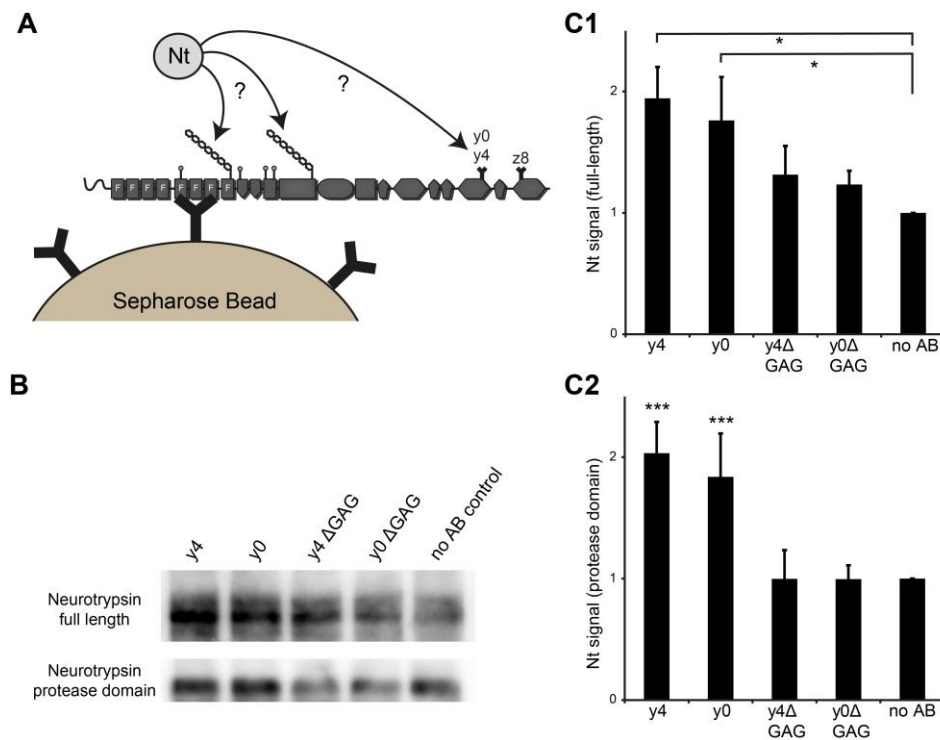 A
Nt
?
?
y0
y4
z8
F F F F F F F F
Sepharose Bead
B
y4
y0
y4 ΔGAG
y0 ΔGAG
no AB control
Neurotrypsin
full length
Neurotrypsin
protease domain
C1
Nt signal (full-length)
2
1
0
*
*
y4
y0
y4Δ
GAG
y0Δ
GAG
no AB
C2
Nt signal (protease domain)
2
1
0
***
***
y4
y0
y4Δ
GAG
y0Δ
GAG
no AB